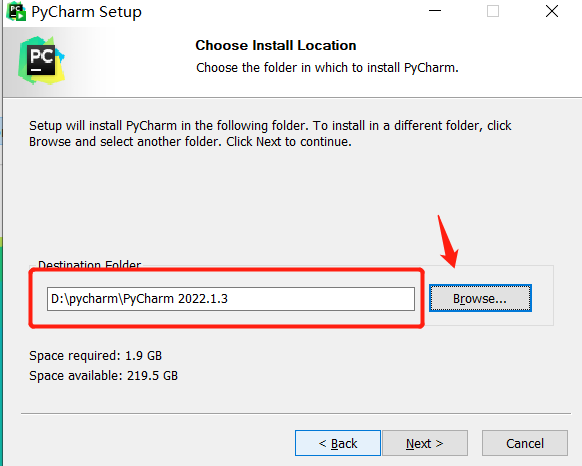 PC
PyCharm Setup
PC
Choose Install Location
Choose the folder in which to install PyCharm.
Setup will install PyCharm in the following folder. To install in a different folder, click
Browse and select another folder. Click Next to continue.
Destination Folder
D:\pycharm\PyCharm 2022.1.3
Browse...
Space required: 1.9 GB
Space available: 219.5 GB
< Back
Next >
Cancel